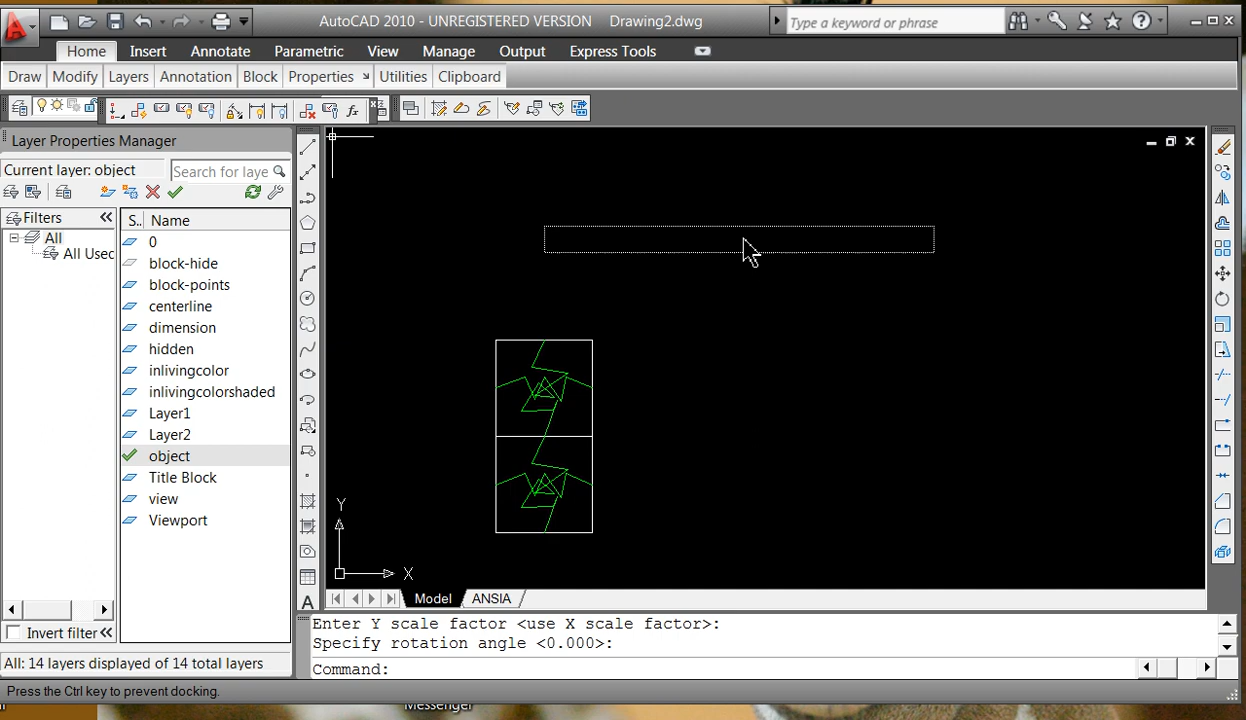 AutoCAD 2010 - UNREGISTERED VERSION Drawing2.dwg
Type a keyword or phrase
Home Insert Annotate Parametric View Manage Output Express Tools
Draw Modify Layers Annotation Block Properties Utilities Clipboard
Layer Properties Manager
Current layer: object
Search for laye
Filters
All
All Usec
S.. Name
0
block-hide
block-points
centerline
dimension
hidden
inlivingcolor
inlivingcolorshaded
Layer1
Layer2
object
Title Block
view
Viewport
Invert filter
All: 14 layers displayed of 14 total layers
Y
X
A
Model ANSIA
Enter Y scale factor <use X scale factor>:
Specify rotation angle <0.000>:
Command:
Press the Ctrl key to prevent docking.
Messenger